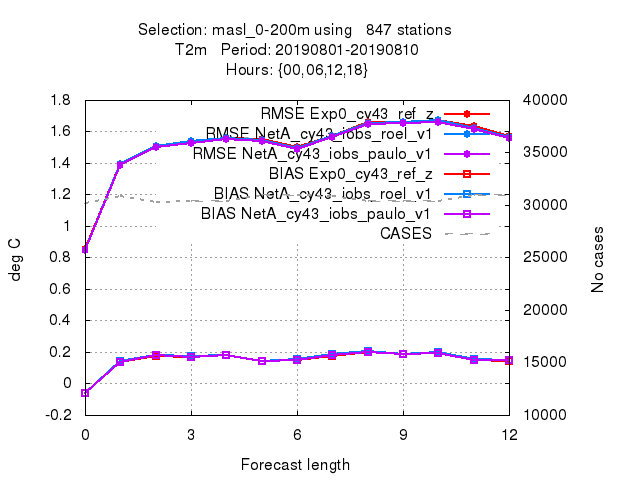 Selection: masl_0-200m using 847 stations
T2m Period: 20190801-20190810
Hours: {00,06,12,18}
1.8
1.6
1.4
1.2
1
0.8
0.6
0.4
0.2
0
-0.2
deg C
RMSE Exp0_cy43_ref_z
RMSE NetA_cy43_iobs_roel_v1
RMSE NetA_cy43_iobs_paulo_v1
BIAS Exp0_cy43_ref_z
BIAS NetA_cy43_iobs_roel_v1
BIAS NetA_cy43_iobs_paulo_v1
CASES
40000
35000
30000
25000
20000
15000
10000
No cases
0 3 6 9 12
Forecast length